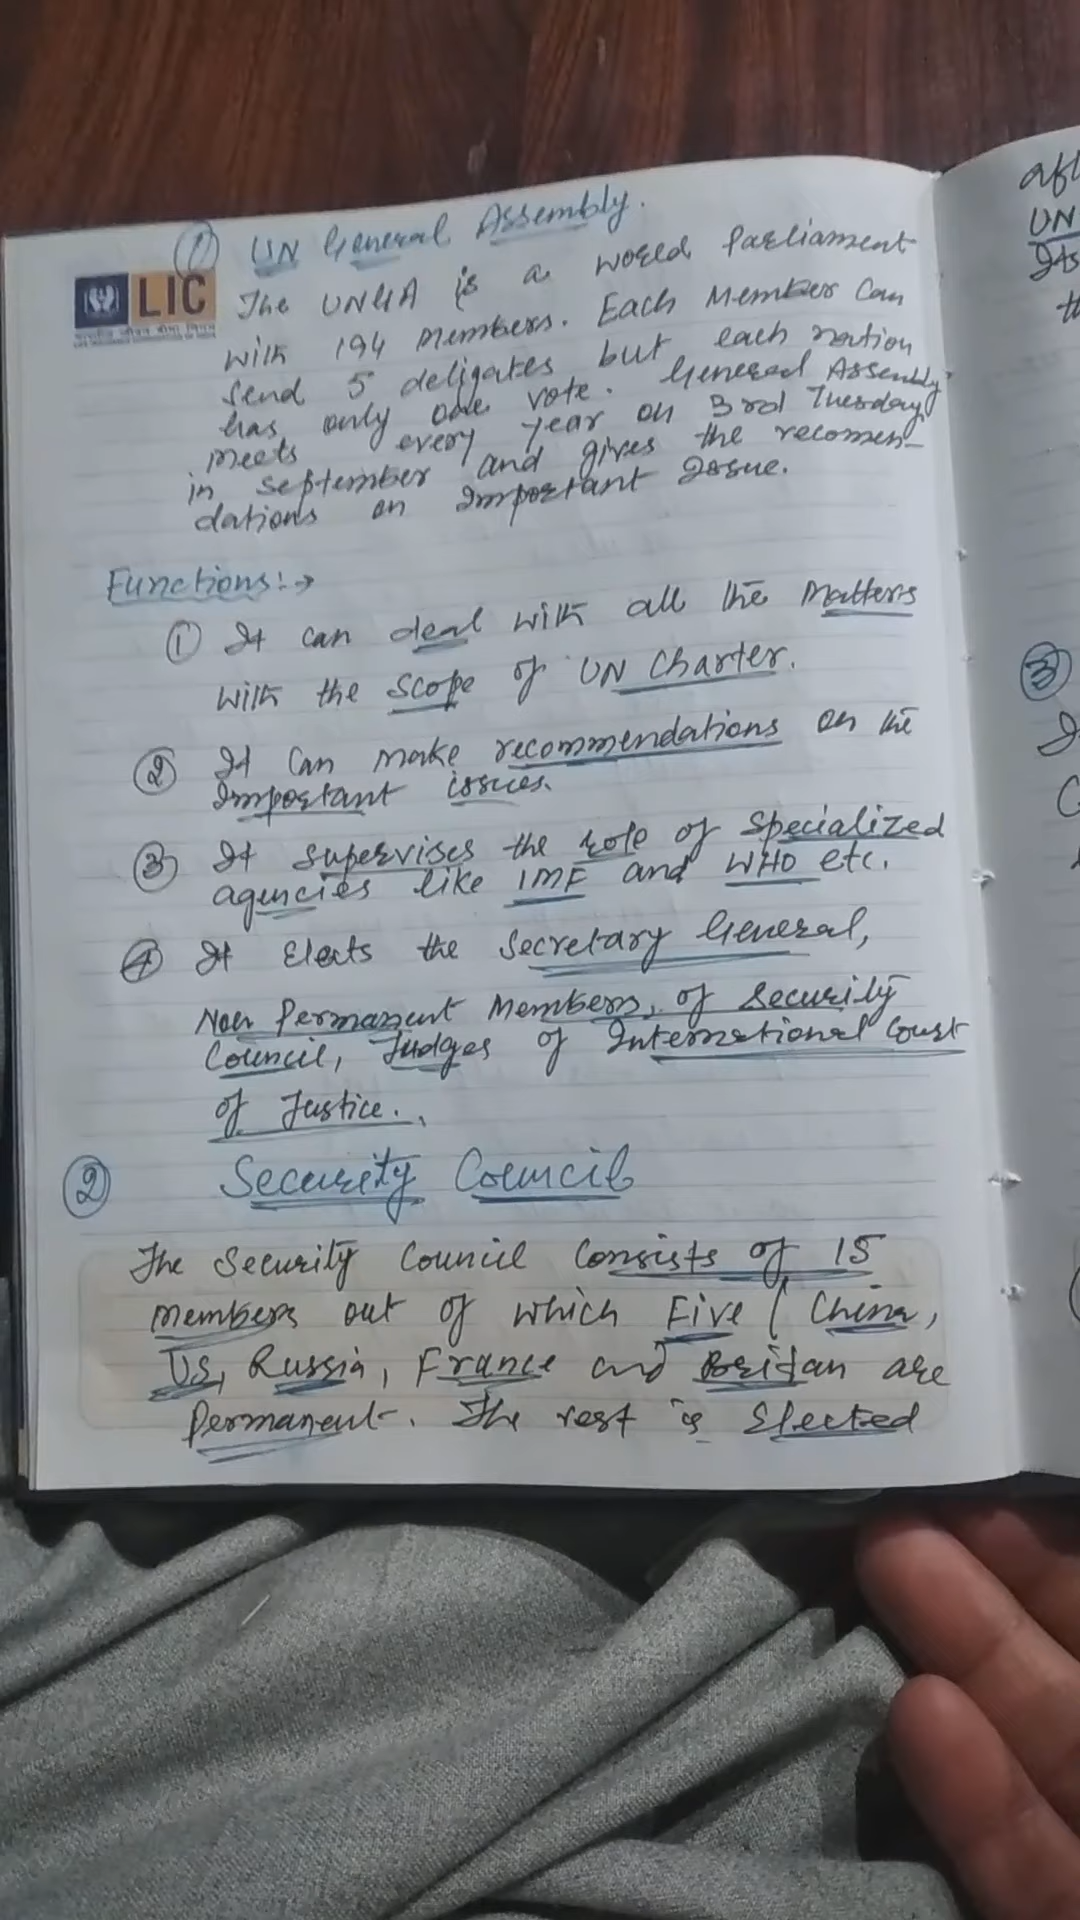 ① UN General Assembly.
LIC
The UNGA is a world Parliament
with 194 Members. Each Member Can
Send 5 deligates but each nation
has only one vote. General Assembly
meets every year on 3rd Tuesday
in September and gives the recomen-
dations on Important Issue.
Functions:→
① It can deal with all the Matters
with the Scope of UN Charter.
② It Can make recommendations on the
Important issues.
③ It supervises the role of Specialized
agencies like IMF and WHO etc.
④ It Elects the Secretary General,
Non Permanent Members, of Security
Council, Judges of International Court
of Justice.
② Security Council
The Security Council Consists of 15
members out of which Five ( China,
US, Russia, France and Britan are
Permanent. The rest is Elected
UN
③